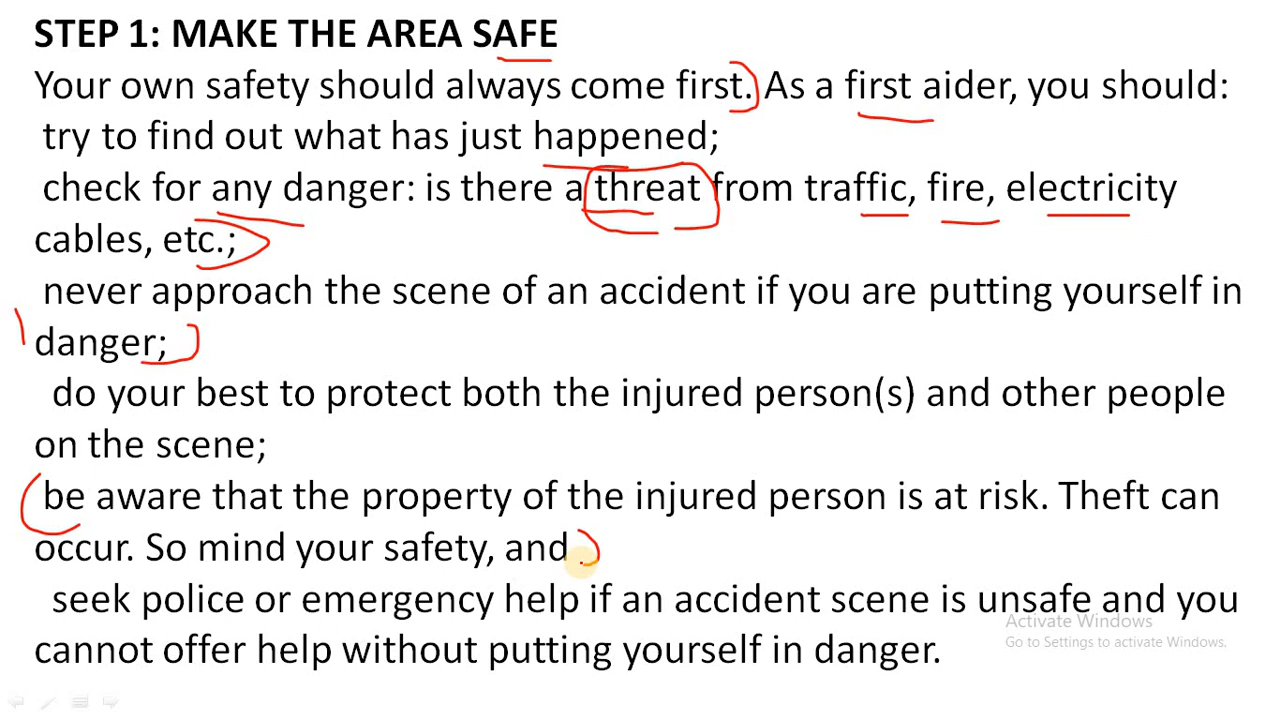 STEP 1: MAKE THE AREA SAFE
Your own safety should always come first. As a first aider, you should:
try to find out what has just happened;
check for any danger: is there a threat from traffic, fire, electricity
cables, etc.;
never approach the scene of an accident if you are putting yourself in
danger;
do your best to protect both the injured person(s) and other people
on the scene;
be aware that the property of the injured person is at risk. Theft can
occur. So mind your safety, and
seek police or emergency help if an accident scene is unsafe and you
Activate Windows
Go to Settings to activate Windows.
cannot offer help without putting yourself in danger.